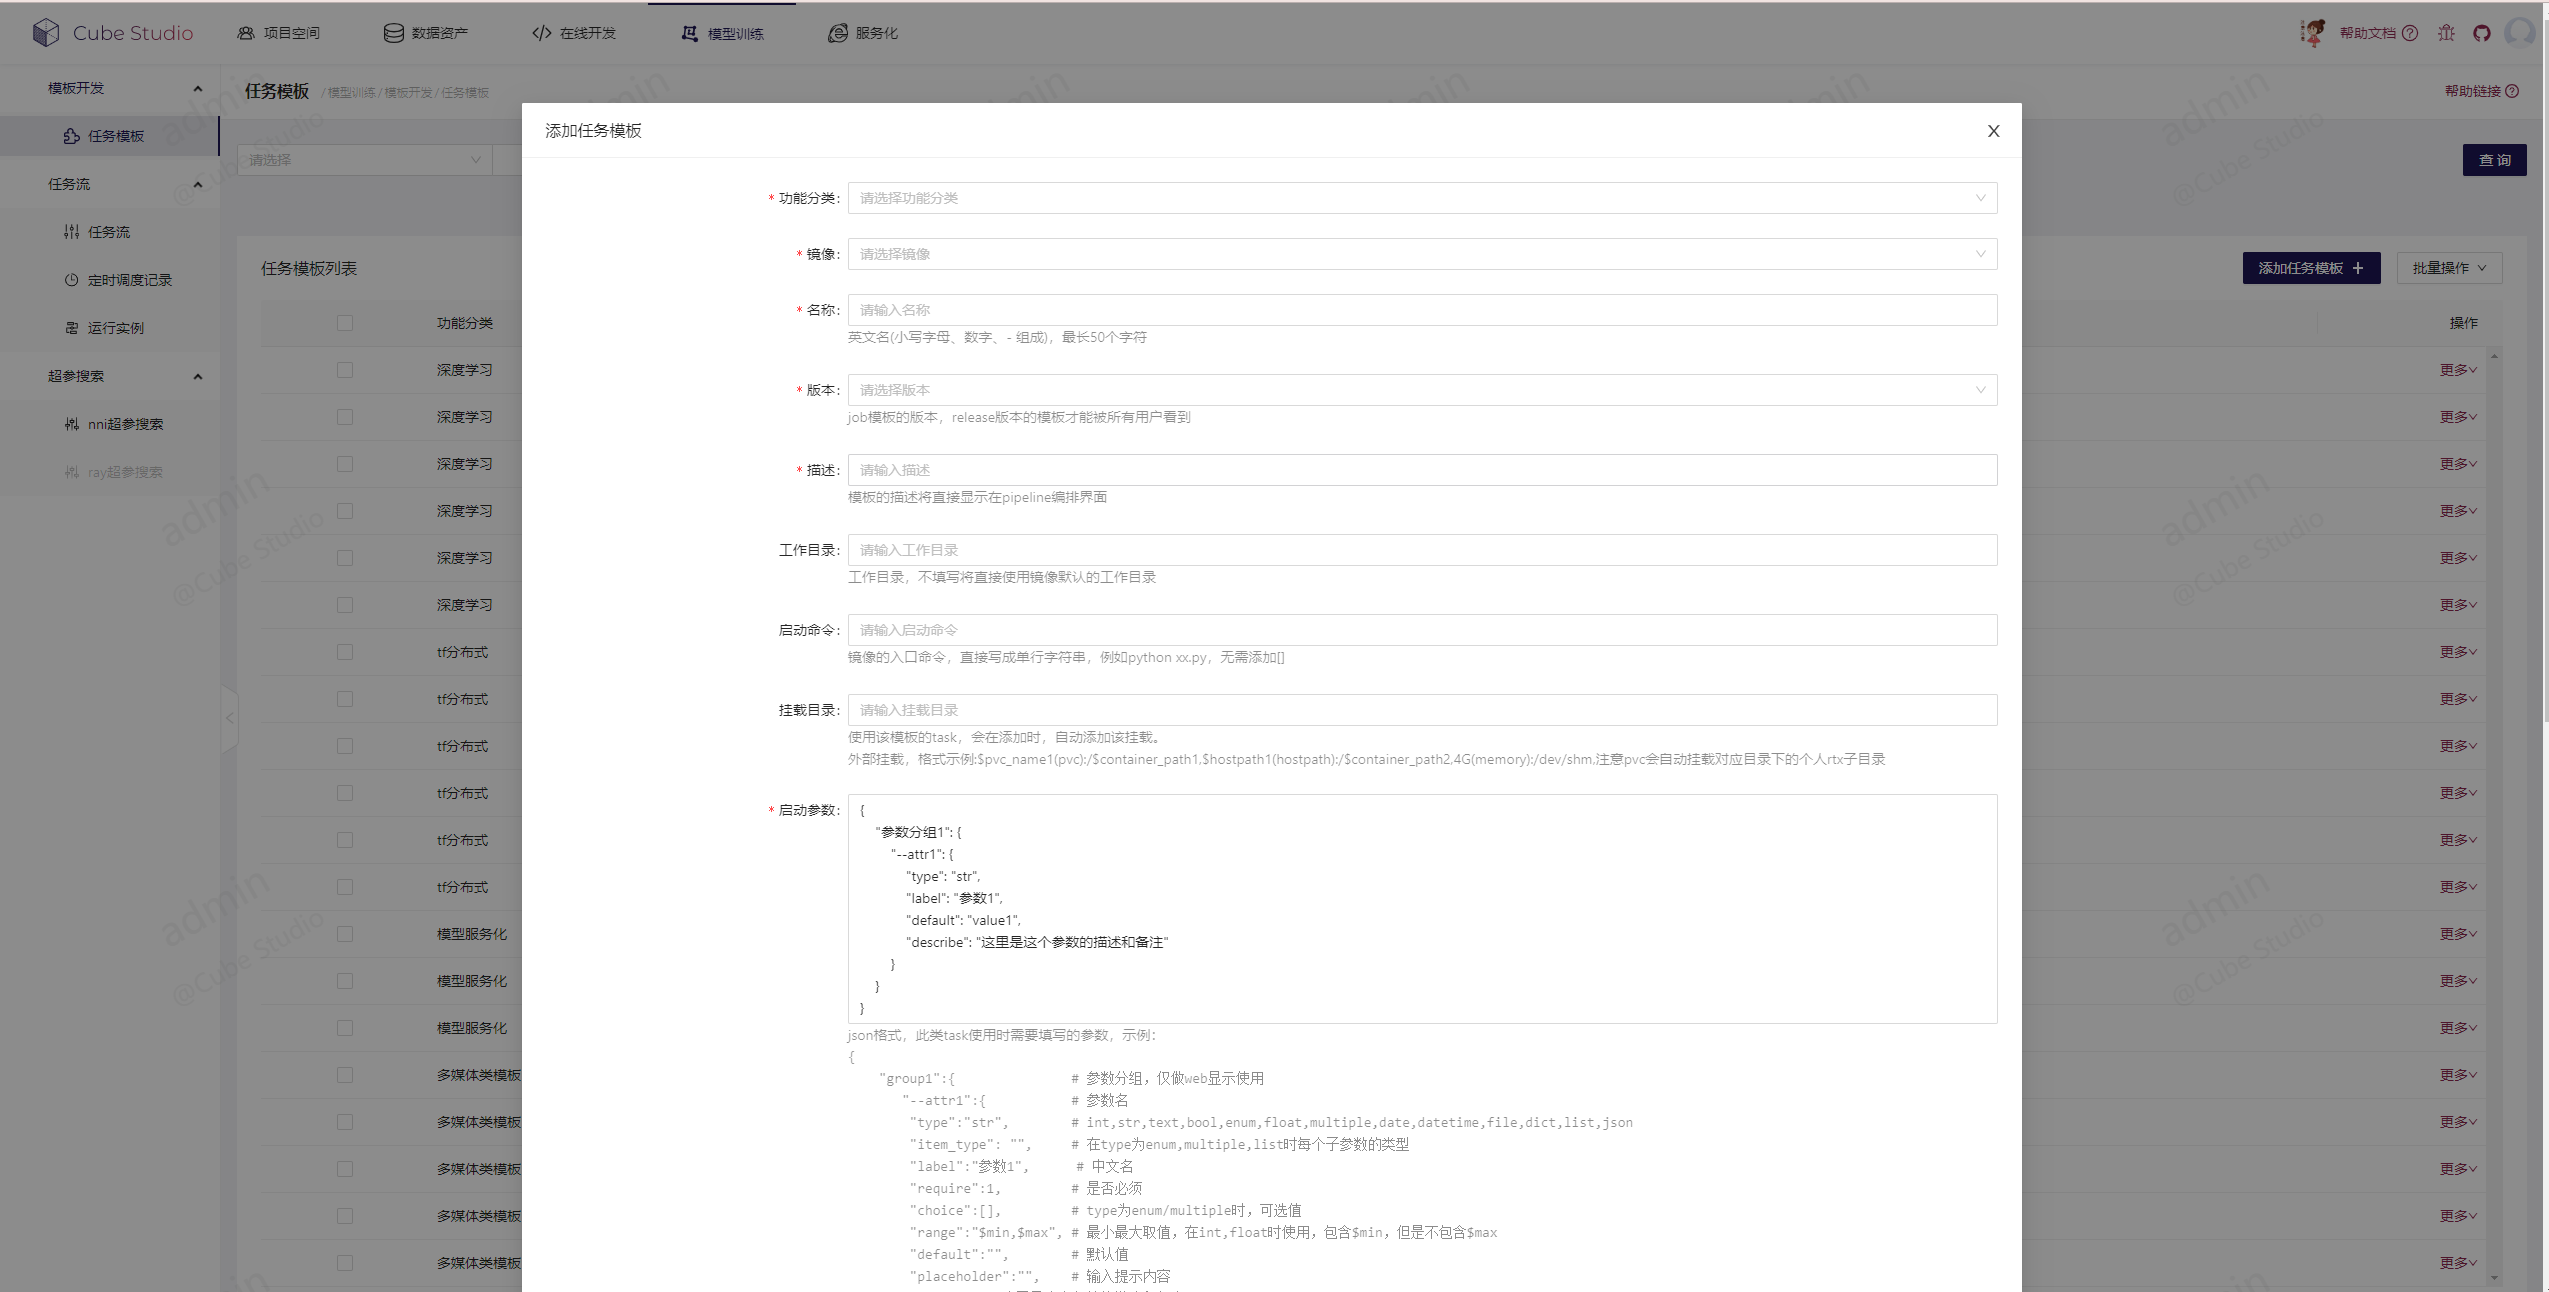 Cube Studio
项目空间
数据资产
在线开发
模型训练
服务化
帮助文档
模板开发
任务模板
任务流
任务流
定时调度记录
运行实例
超参搜索
nni超参搜索
ray超参搜索
任务模板 / 模型训练 / 模板开发 / 任务模板
帮助链接
请选择
查 询
任务模板列表
添加任务模板
批量操作
功能分类
操作
深度学习 更多
深度学习 更多
深度学习 更多
深度学习 更多
深度学习 更多
深度学习 更多
tf分布式 更多
tf分布式 更多
tf分布式 更多
tf分布式 更多
tf分布式 更多
tf分布式 更多
模型服务化 更多
模型服务化 更多
模型服务化 更多
多媒体类模板 更多
多媒体类模板 更多
多媒体类模板 更多
多媒体类模板 更多
多媒体类模板 更多
添加任务模板
X
* 功能分类: 请选择功能分类
* 镜像: 请选择镜像
* 名称: 请输入名称
英文名(小写字母、数字、- 组成)，最长50个字符
* 版本: 请选择版本
job模板的版本，release版本的模板才能被所有用户看到
* 描述: 请输入描述
模板的描述将直接显示在pipeline编排界面
工作目录: 请输入工作目录
工作目录，不填写将直接使用镜像默认的工作目录
启动命令: 请输入启动命令
镜像的入口命令，直接写成单行字符串，例如python xx.py，无需添加[]
挂载目录: 请输入挂载目录
使用该模板的task，会在添加时，自动添加该挂载。
外部挂载，格式示例:$pvc_name1(pvc):/$container_path1,$hostpath1(hostpath):/$container_path2,4G(memory):/dev/shm,注意pvc会自动挂载对应目录下的个人rtx子目录
* 启动参数: {
"参数分组1": {
"--attr1": {
"type": "str",
"label": "参数1",
"default": "value1",
"describe": "这里是这个参数的描述和备注"
}
}
}
json格式，此类task使用时需要填写的参数，示例：
{
"group1":{ # 参数分组，仅做web显示使用
"--attr1":{ # 参数名
"type":"str", # int,str,text,bool,enum,float,multiple,date,datetime,file,dict,list,json
"item_type": "", # 在type为enum,multiple,list时每个子参数的类型
"label":"参数1", # 中文名
"require":1, # 是否必须
"choice":[], # type为enum/multiple时，可选值
"range":"$min,$max", # 最小最大取值，在int,float时使用，包含$min，但是不包含$max
"default":"", # 默认值
"placeholder":"", # 输入提示内容
admin
@Cube Studio
admin
@Cube Studio
admin
@Cube Studio
admin
@Cube Studio
admin
@Cube Studio
admin
@Cube Studio